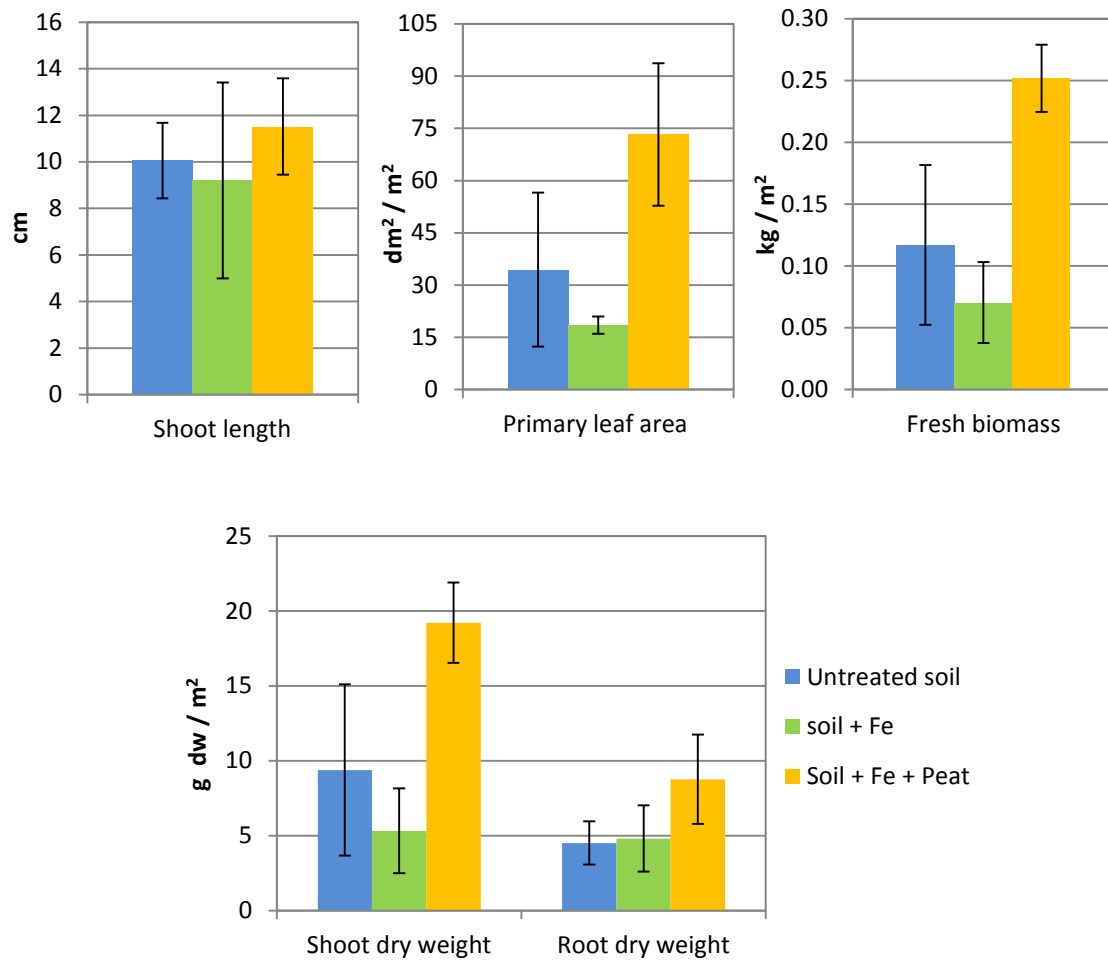 16
14
12
10
8
6
4
2
0
cm
Shoot length
105
90
75
60
45
30
15
0
dm² / m²
Primary leaf area
0.30
0.25
0.20
0.15
0.10
0.05
0.00
kg / m²
Fresh biomass
25
20
15
10
5
0
g dw / m²
Shoot dry weight
Root dry weight
Untreated soil
soil + Fe
Soil + Fe + Peat